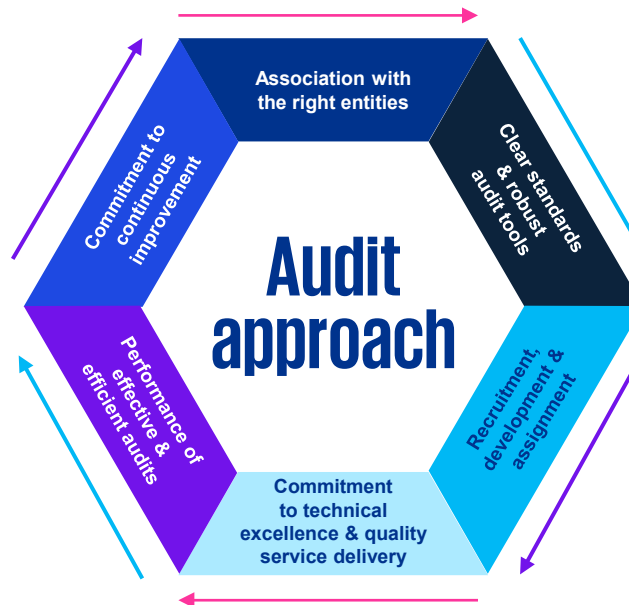 Association with
the right entities
Clear standards
& robust
audit tools
Recruitment,
development &
assignment
Commitment
to technical
excellence & quality
service delivery
Performance of
effective &
efficient audits
Commitment to
continuous
improvement
Audit
approach